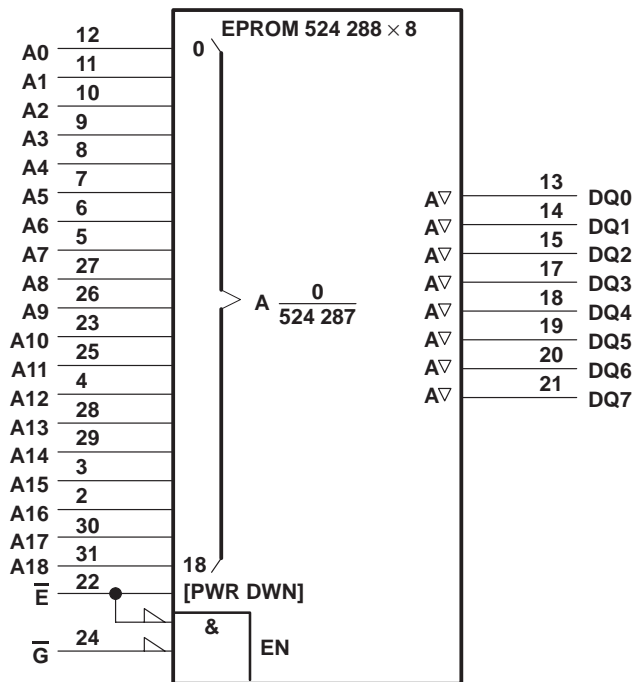 EPROM 524 288 × 8
A0 12 0
A1 11
A2 10
A3 9
A4 8
A5 7
A6 6
A7 5
A8 27
A9 26
A10 23
A11 25
A12 4
A13 28
A14 29
A15 3
A16 2
A17 30
A18 31 18
E̅ 22 [PWR DWN]
&
G̅ 24 EN
A 0
524 287
A▽ 13 DQ0
A▽ 14 DQ1
A▽ 15 DQ2
A▽ 17 DQ3
A▽ 18 DQ4
A▽ 19 DQ5
A▽ 20 DQ6
A▽ 21 DQ7